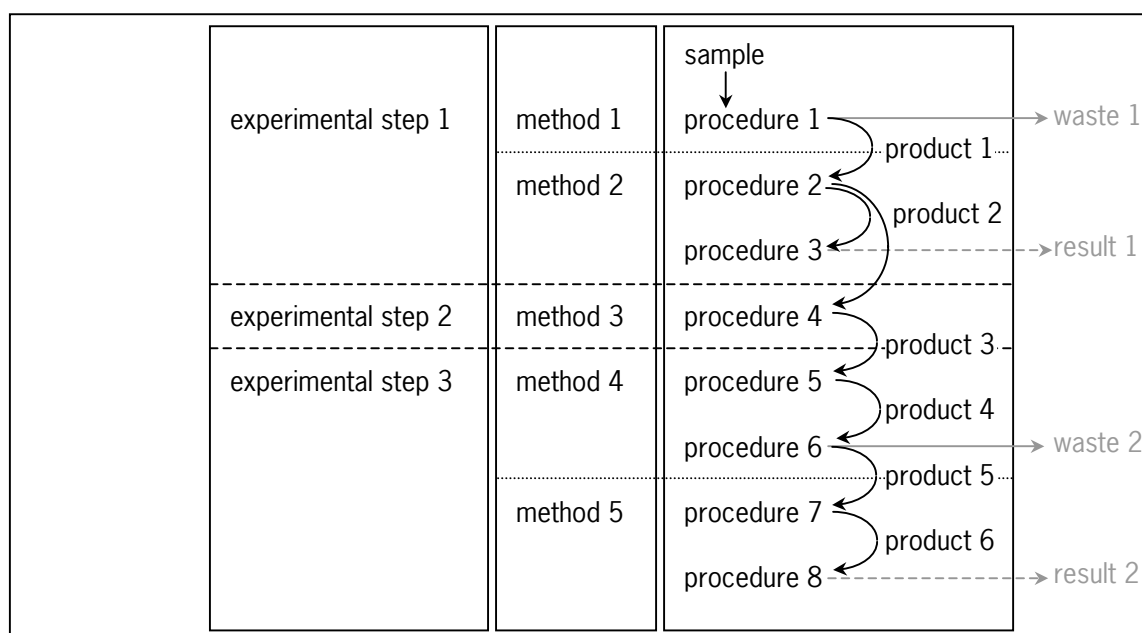 sample
experimental step 1 method 1 procedure 1 waste 1
product 1
method 2 procedure 2
product 2
procedure 3 result 1
experimental step 2 method 3 procedure 4
product 3
experimental step 3 method 4 procedure 5
product 4
procedure 6 waste 2
product 5
method 5 procedure 7
product 6
procedure 8 result 2